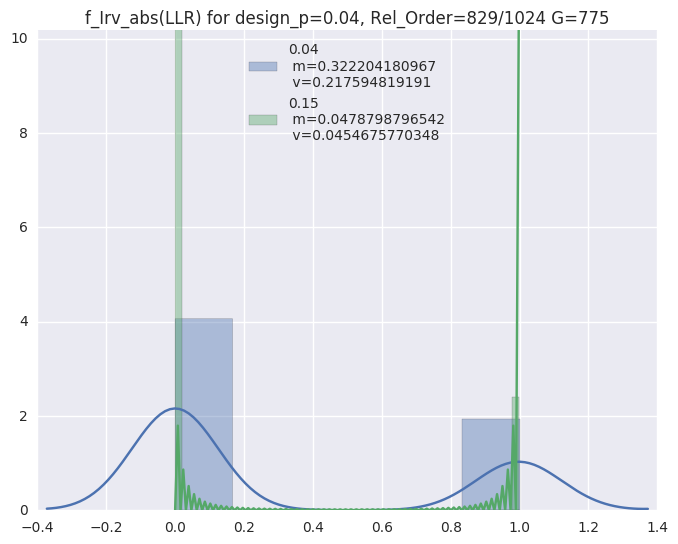 f_Irv_abs(LLR) for design_p=0.04, Rel_Order=829/1024 G=775
0.04
m=0.322204180967
v=0.217594819191
0.15
m=0.0478798796542
v=0.0454675770348
10
8
6
4
2
0
−0.4 −0.2 0.0 0.2 0.4 0.6 0.8 1.0 1.2 1.4